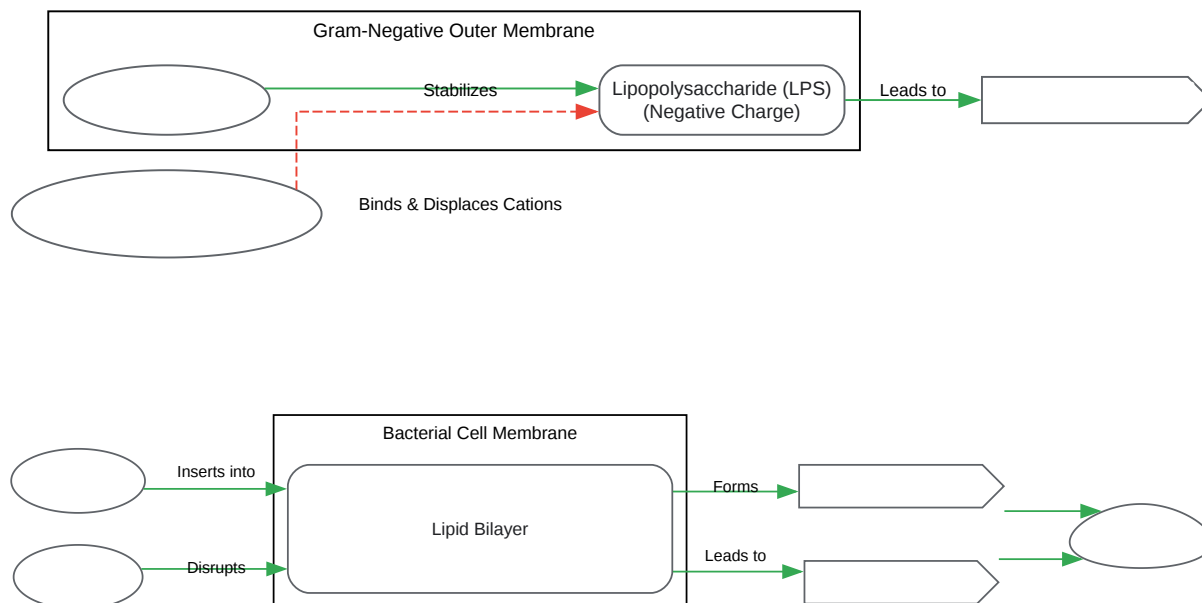 Gram-Negative Outer Membrane
Stabilizes
Lipopolysaccharide (LPS)
(Negative Charge)
Leads to
Binds & Displaces Cations
Bacterial Cell Membrane
Inserts into
Forms
Lipid Bilayer
Disrupts
Leads to